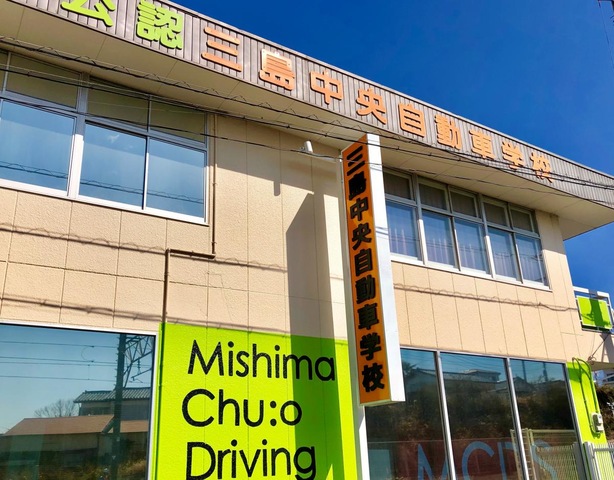 公認 三島中央自動車学校
三島中央自動車学校
Mishima
Chu:o
Driving
MCDS